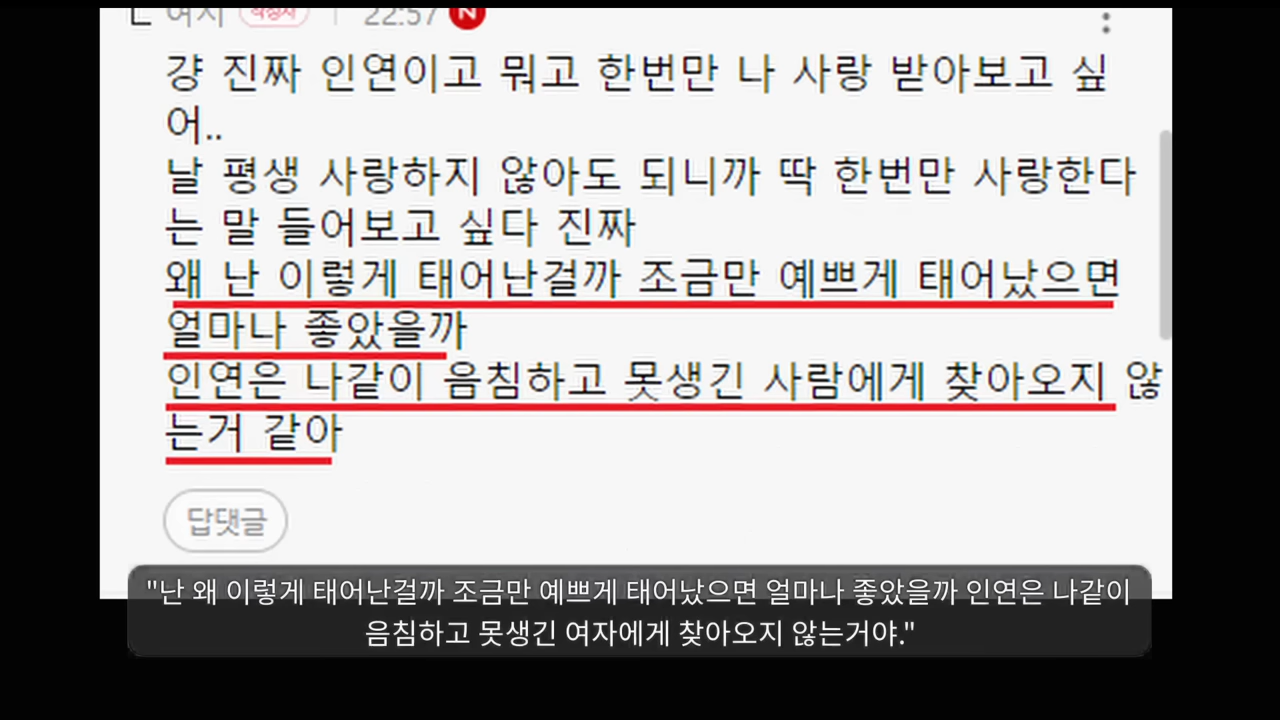 ㄴ 여자 작성자 | 22:57 N
걍 진짜 인연이고 뭐고 한번만 나 사랑 받아보고 싶
어..
날 평생 사랑하지 않아도 되니까 딱 한번만 사랑한다
는 말 들어보고 싶다 진짜
왜 난 이렇게 태어난걸까 조금만 예쁘게 태어났으면
얼마나 좋았을까
인연은 나같이 음침하고 못생긴 사람에게 찾아오지 않
는거 같아
답댓글
"난 왜 이렇게 태어난걸까 조금만 예쁘게 태어났으면 얼마나 좋았을까 인연은 나같이
음침하고 못생긴 여자에게 찾아오지 않는거야."